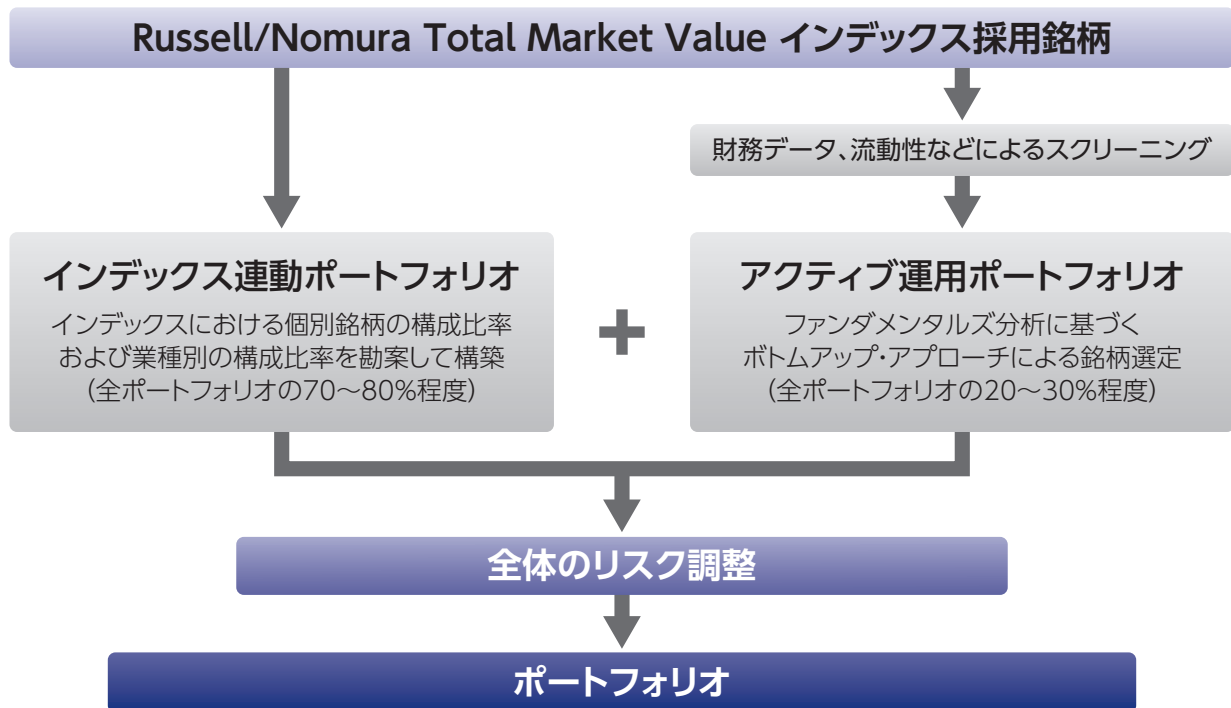 Russell/Nomura Total Market Value インデックス採用銘柄
財務データ、流動性などによるスクリーニング
インデックス連動ポートフォリオ
インデックスにおける個別銘柄の構成比率
および業種別の構成比率を勘案して構築
(全ポートフォリオの70～80%程度)
+
アクティブ運用ポートフォリオ
ファンダメンタルズ分析に基づく
ボトムアップ・アプローチによる銘柄選定
(全ポートフォリオの20～30%程度)
全体のリスク調整
ポートフォリオ